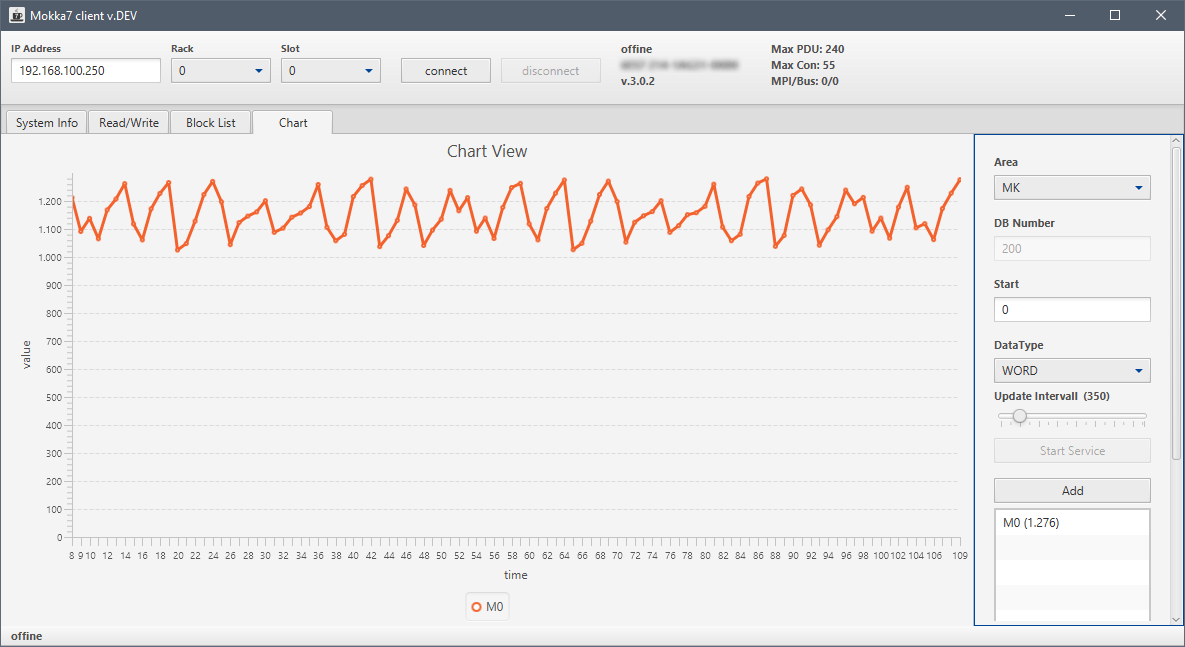 Mokka7 client v.DEV
IP Address Rack Slot
192.168.100.250 0 0 connect disconnect
offine
v.3.0.2
Max PDU: 240
Max Con: 55
MPI/Bus: 0/0
System Info Read/Write Block List Chart
Chart View
value
1.200
1.100
1.000
900
800
700
600
500
400
300
200
100
0
8 9 10 12 14 16 18 20 22 24 26 28 30 32 34 36 38 40 42 44 46 48 50 52 54 56 58 60 62 64 66 68 70 72 74 76 78 80 82 84 86 88 90 92 94 96 98 100 102 104 106 109
time
M0
Area
MK
DB Number
200
Start
0
DataType
WORD
Update Intervall (350)
Start Service
Add
M0 (1.276)
offine